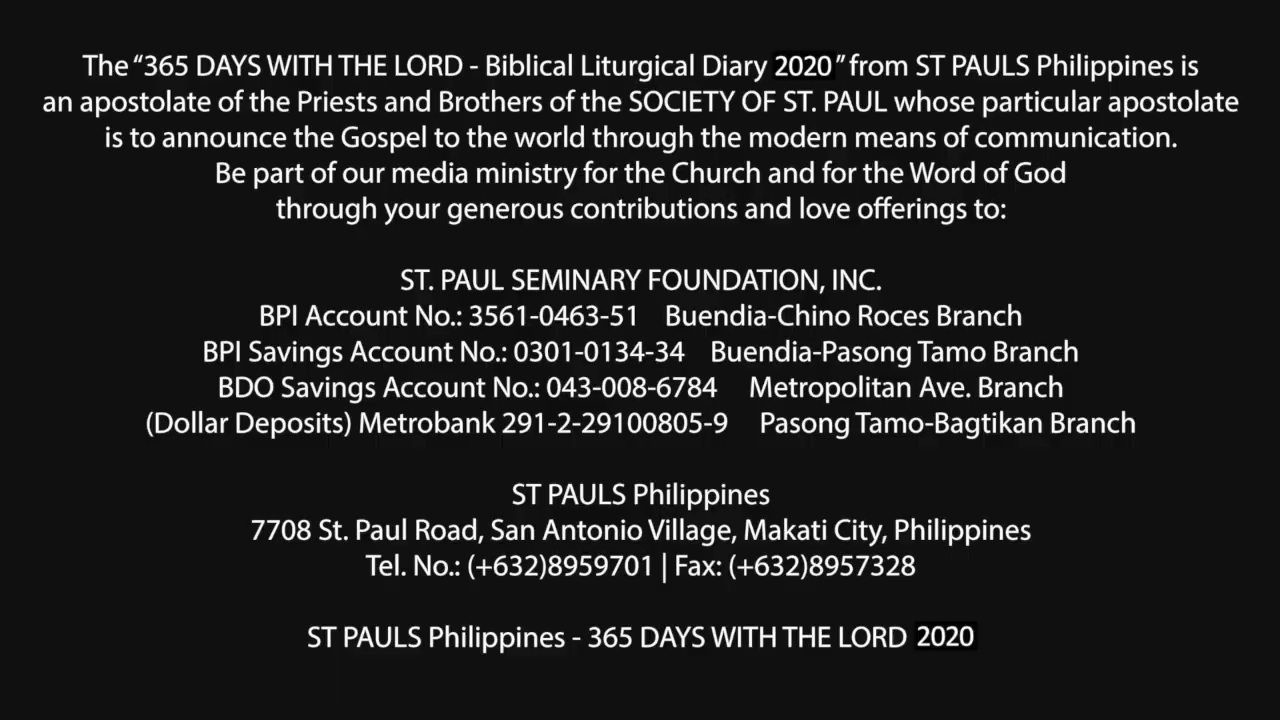 The “365 DAYS WITH THE LORD - Biblical Liturgical Diary 2020” from ST PAULS Philippines is
an apostolate of the Priests and Brothers of the SOCIETY OF ST. PAUL whose particular apostolate
is to announce the Gospel to the world through the modern means of communication.
Be part of our media ministry for the Church and for the Word of God
through your generous contributions and love offerings to:
ST. PAUL SEMINARY FOUNDATION, INC.
BPI Account No.: 3561-0463-51 Buendia-Chino Roces Branch
BPI Savings Account No.: 0301-0134-34 Buendia-Pasong Tamo Branch
BDO Savings Account No.: 043-008-6784 Metropolitan Ave. Branch
(Dollar Deposits) Metrobank 291-2-29100805-9 Pasong Tamo-Bagtikan Branch
ST PAULS Philippines
7708 St. Paul Road, San Antonio Village, Makati City, Philippines
Tel. No.: (+632)8959701 | Fax: (+632)8957328
ST PAULS Philippines - 365 DAYS WITH THE LORD 2020